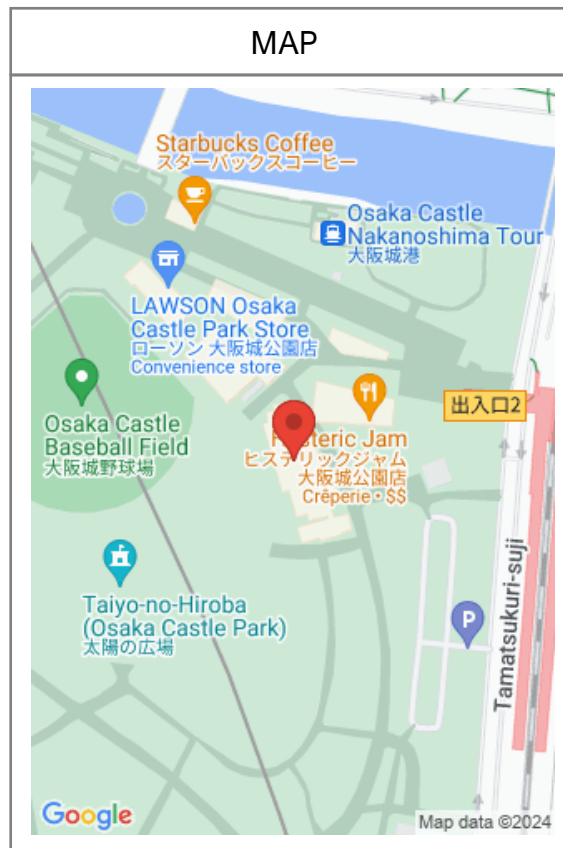 MAP
Starbucks Coffee
スターバックスコーヒー
Osaka Castle
Nakanoshima Tour
大阪城港
LAWSON Osaka
Castle Park Store
ローソン 大阪城公園店
Convenience store
Osaka Castle
Baseball Field
大阪城野球場
出入口2
teric Jam
ヒステリックジャム
大阪城公園店
Crêperie・$$
Taiyo-no-Hiroba
(Osaka Castle Park)
太陽の広場
P
Tamatsukuri-suji
Google
Map data ©2024